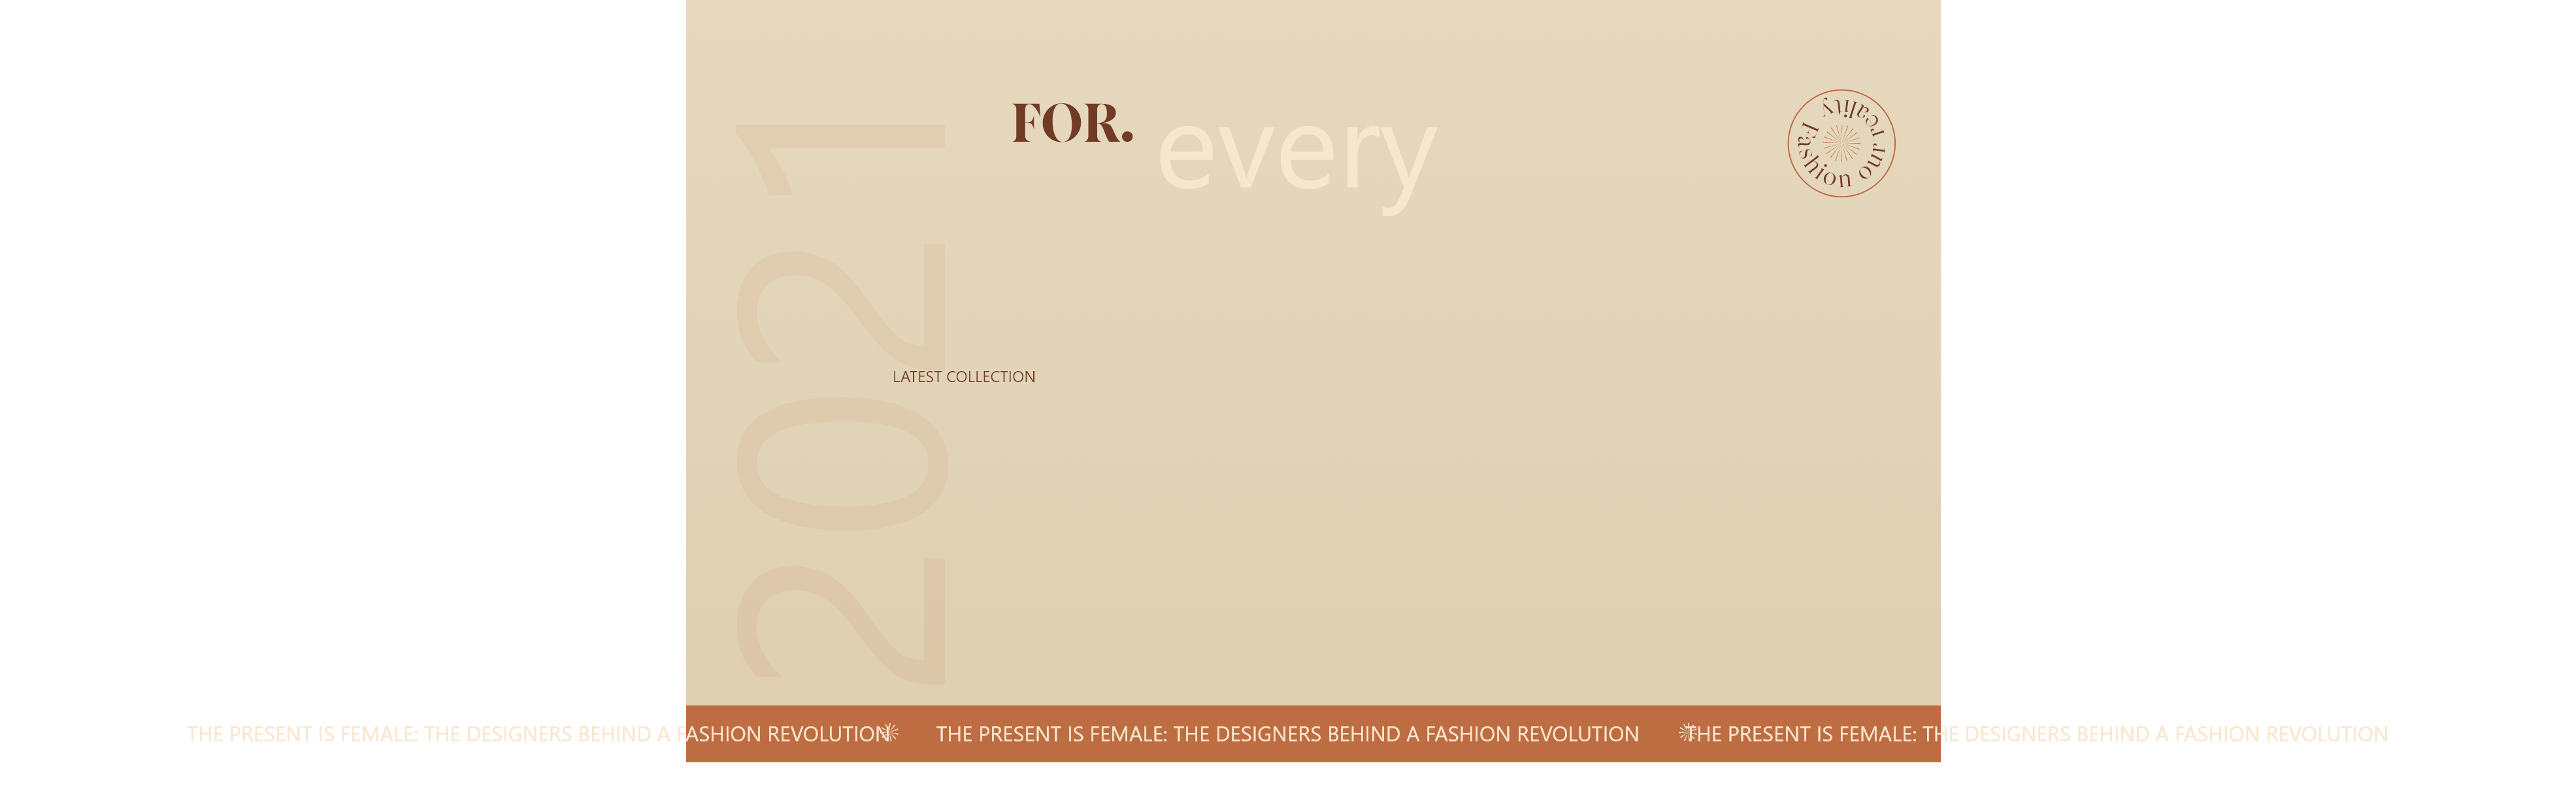 FOR.
every
Fashion our reality
2021
LATEST COLLECTION
THE PRESENT IS FEMALE: THE DESIGNERS BEHIND A FASHION REVOLUTION
THE PRESENT IS FEMALE: THE DESIGNERS BEHIND A FASHION REVOLUTION
THE PRESENT IS FEMALE: THE DESIGNERS BEHIND A FASHION REVOLUTION